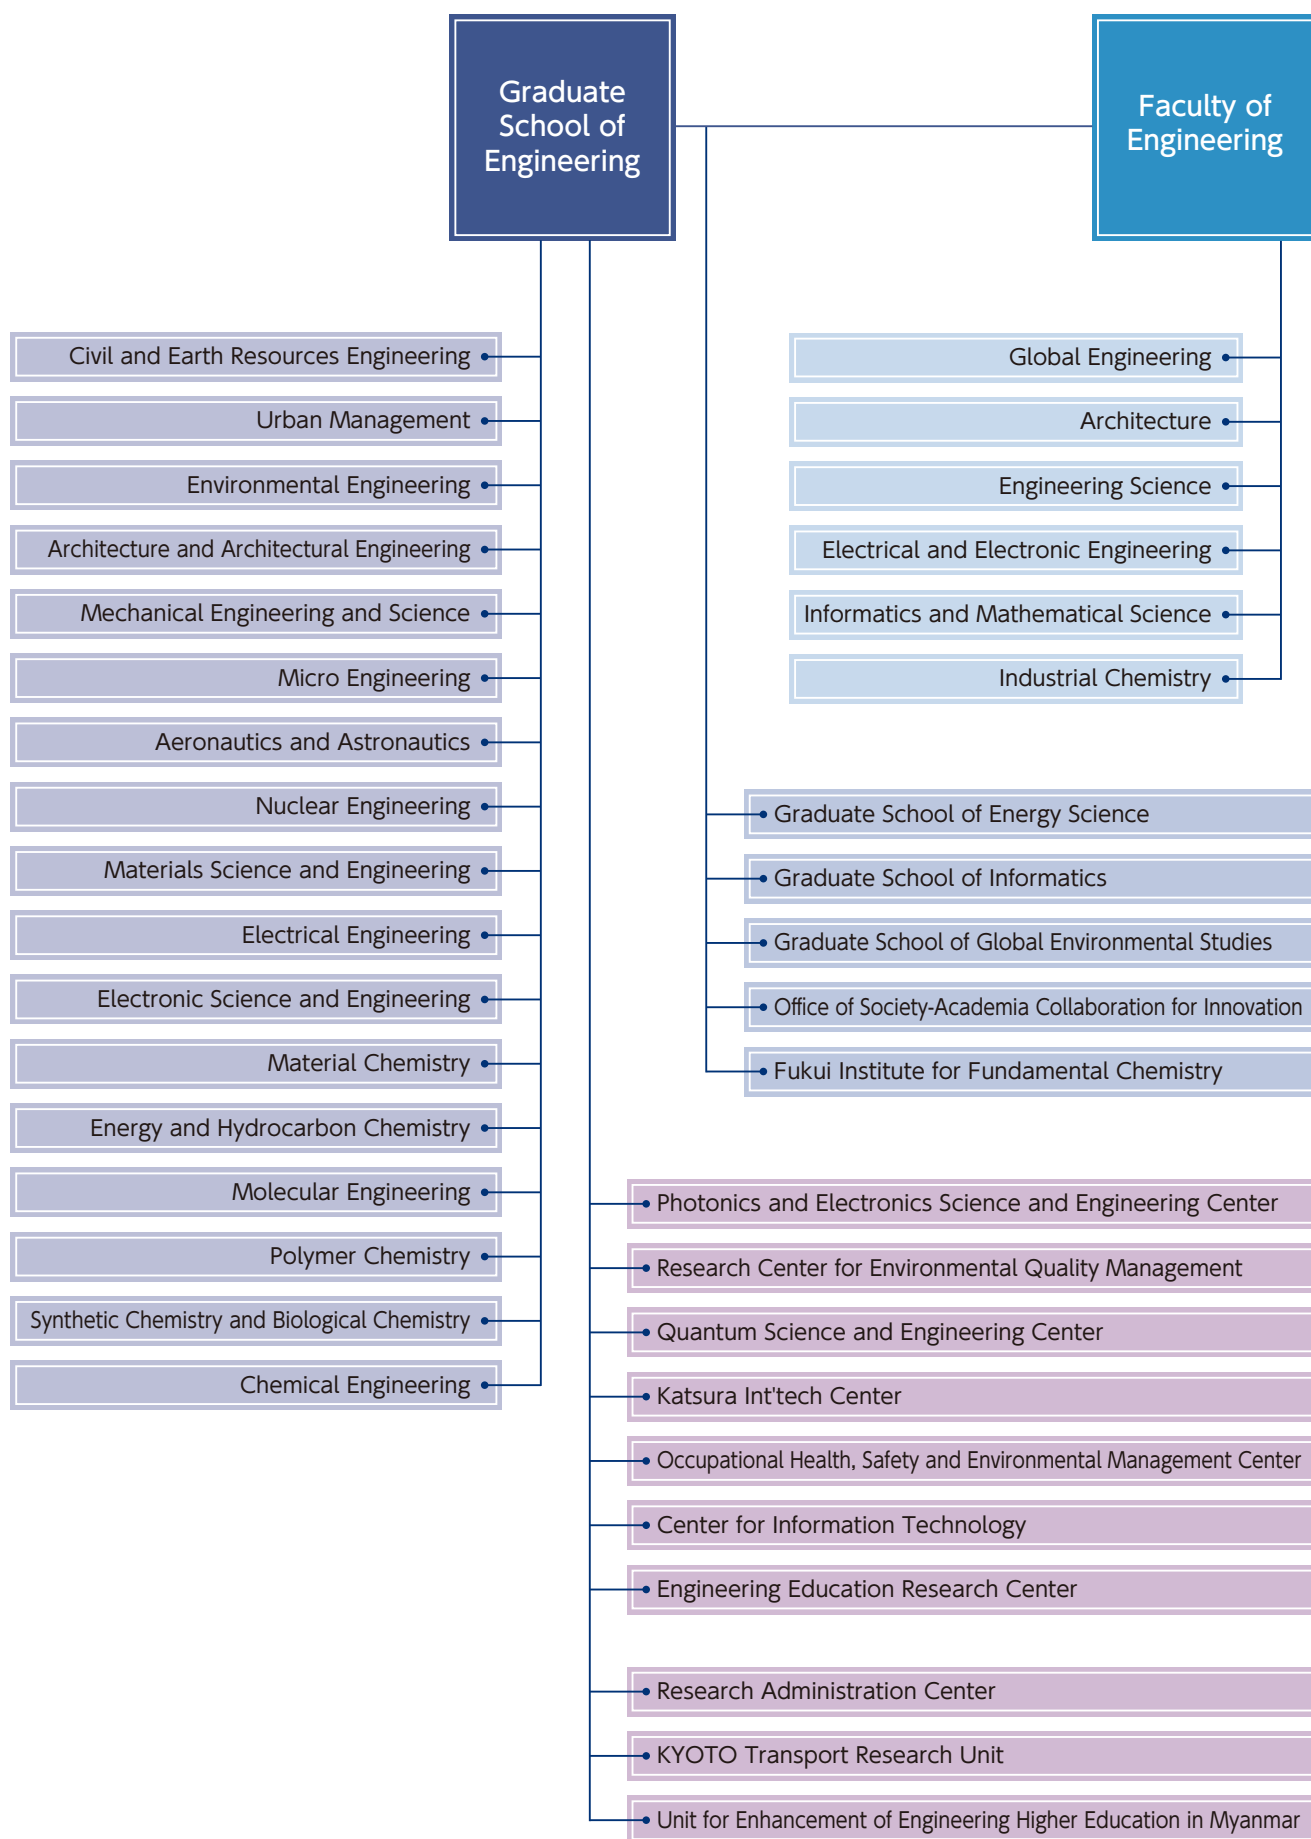 Graduate
School of
Engineering
Faculty of
Engineering
Civil and Earth Resources Engineering
Urban Management
Environmental Engineering
Architecture and Architectural Engineering
Mechanical Engineering and Science
Micro Engineering
Aeronautics and Astronautics
Nuclear Engineering
Materials Science and Engineering
Electrical Engineering
Electronic Science and Engineering
Material Chemistry
Energy and Hydrocarbon Chemistry
Molecular Engineering
Polymer Chemistry
Synthetic Chemistry and Biological Chemistry
Chemical Engineering
Global Engineering
Architecture
Engineering Science
Electrical and Electronic Engineering
Informatics and Mathematical Science
Industrial Chemistry
Graduate School of Energy Science
Graduate School of Informatics
Graduate School of Global Environmental Studies
Office of Society-Academia Collaboration for Innovation
Fukui Institute for Fundamental Chemistry
Photonics and Electronics Science and Engineering Center
Research Center for Environmental Quality Management
Quantum Science and Engineering Center
Katsura Int'tech Center
Occupational Health, Safety and Environmental Management Center
Center for Information Technology
Engineering Education Research Center
Research Administration Center
KYOTO Transport Research Unit
Unit for Enhancement of Engineering Higher Education in Myanmar